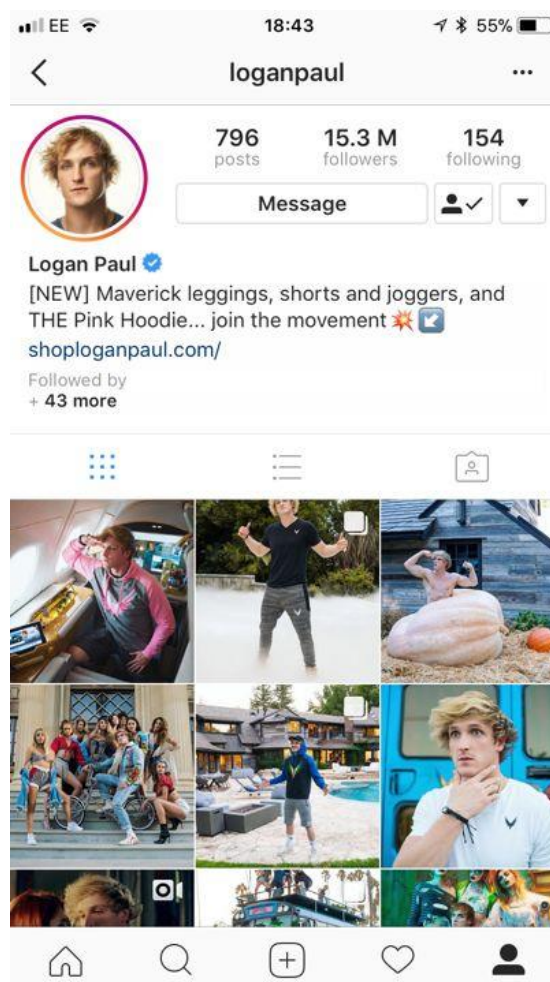 EE 18:43 55%
loganpaul
796 15.3 M 154
posts followers following
Message
Logan Paul
[NEW] Maverick leggings, shorts and joggers, and
THE Pink Hoodie... join the movement 💥 ↙️
shoploganpaul.com/
Followed by
+ 43 more